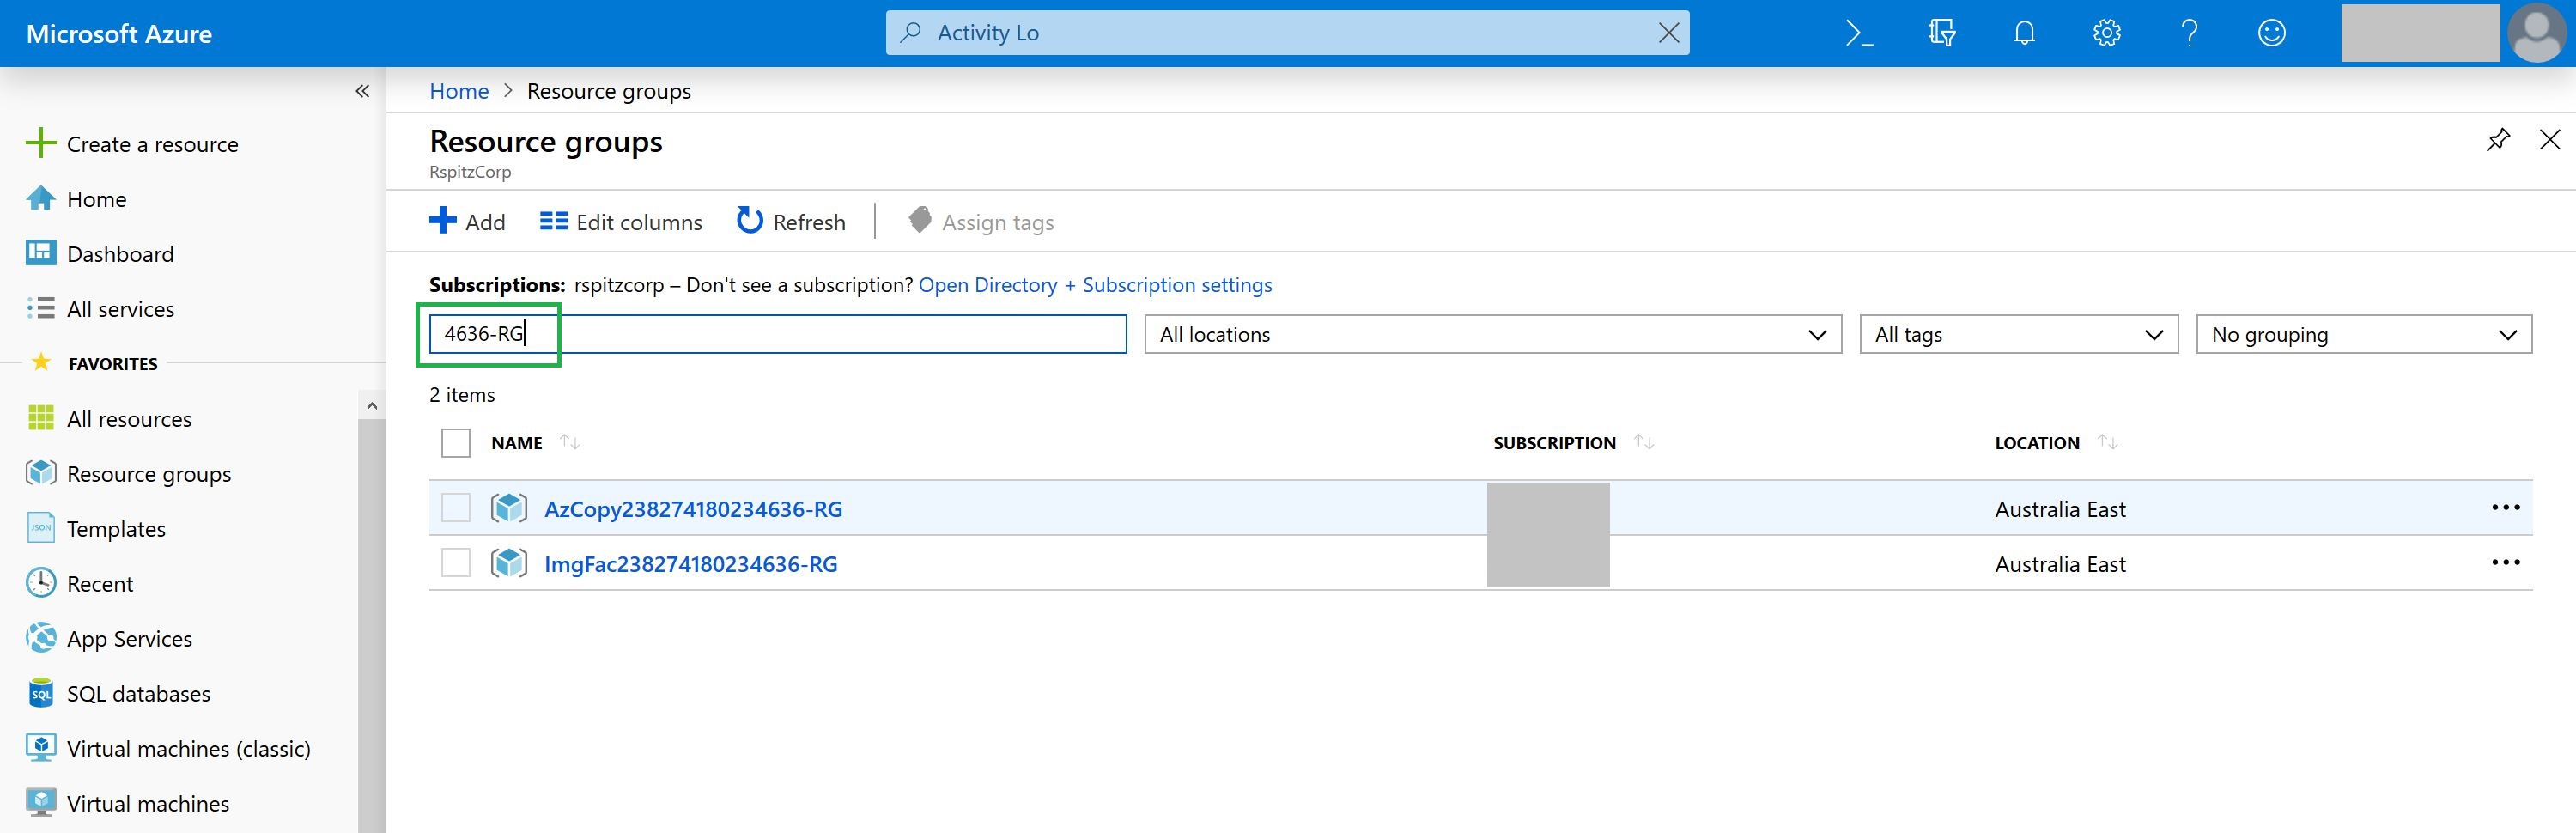 Microsoft Azure
Activity Lo
Home > Resource groups
Resource groups
RspitzCorp
Add
Edit columns
Refresh
Assign tags
Subscriptions: rspitzcorp – Don't see a subscription? Open Directory + Subscription settings
4636-RG
All locations
All tags
No grouping
2 items
NAME
SUBSCRIPTION
LOCATION
AzCopy238274180234636-RG
Australia East
ImgFac238274180234636-RG
Australia East
Create a resource
Home
Dashboard
All services
FAVORITES
All resources
Resource groups
JSON
Templates
Recent
App Services
SQL
SQL databases
Virtual machines (classic)
Virtual machines